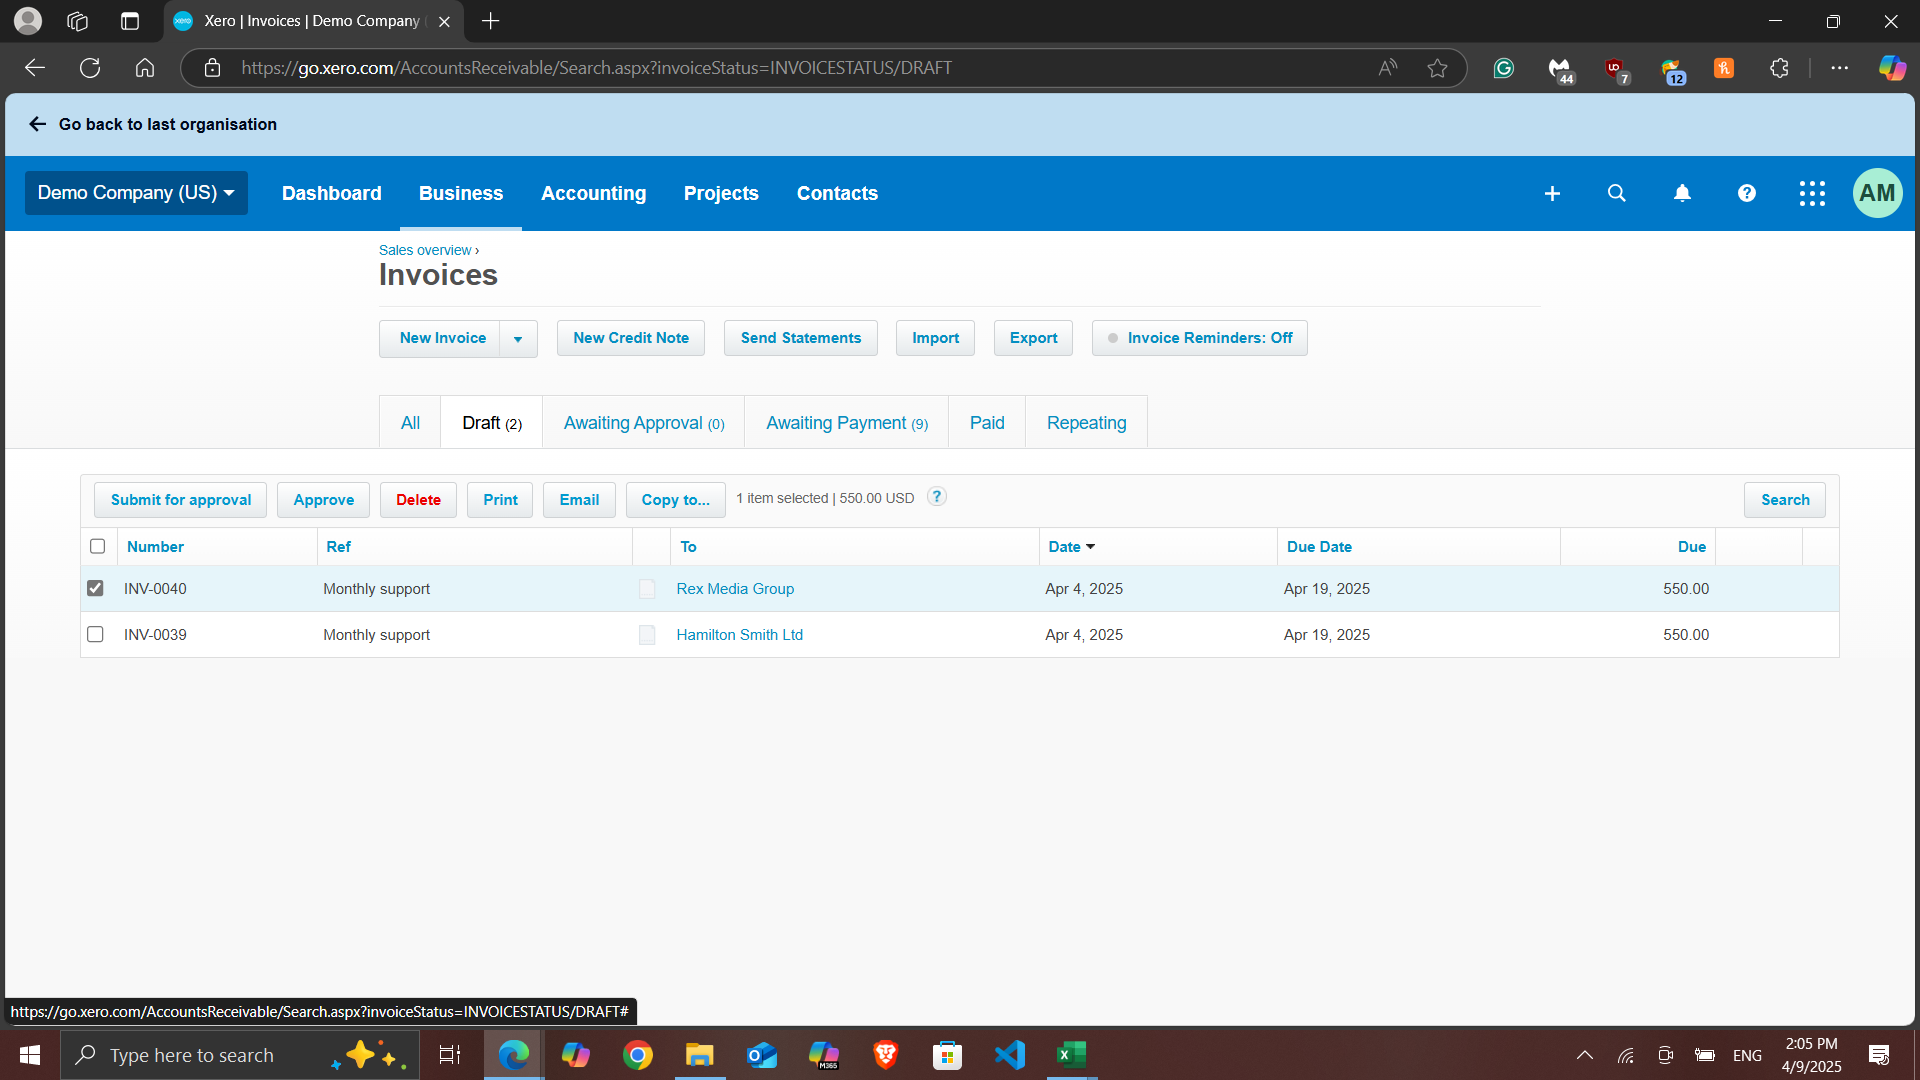 Xero | Invoices | Demo Company (
https://go.xero.com/AccountsReceivable/Search.aspx?invoiceStatus=INVOICESTATUS/DRAFT
44
7
12
Go back to last organisation
Demo Company (US)
Dashboard
Business
Accounting
Projects
Contacts
AM
Sales overview ›
Invoices
New Invoice
New Credit Note
Send Statements
Import
Export
Invoice Reminders: Off
All
Draft (2)
Awaiting Approval (0)
Awaiting Payment (9)
Paid
Repeating
Submit for approval
Approve
Delete
Print
Email
Copy to...
1 item selected | 550.00 USD
?
Search
Number Ref To Date Due Date Due
INV-0040 Monthly support Rex Media Group Apr 4, 2025 Apr 19, 2025 550.00
INV-0039 Monthly support Hamilton Smith Ltd Apr 4, 2025 Apr 19, 2025 550.00
https://go.xero.com/AccountsReceivable/Search.aspx?invoiceStatus=INVOICESTATUS/DRAFT#
Type here to search
M365
ENG
2:05 PM
4/9/2025